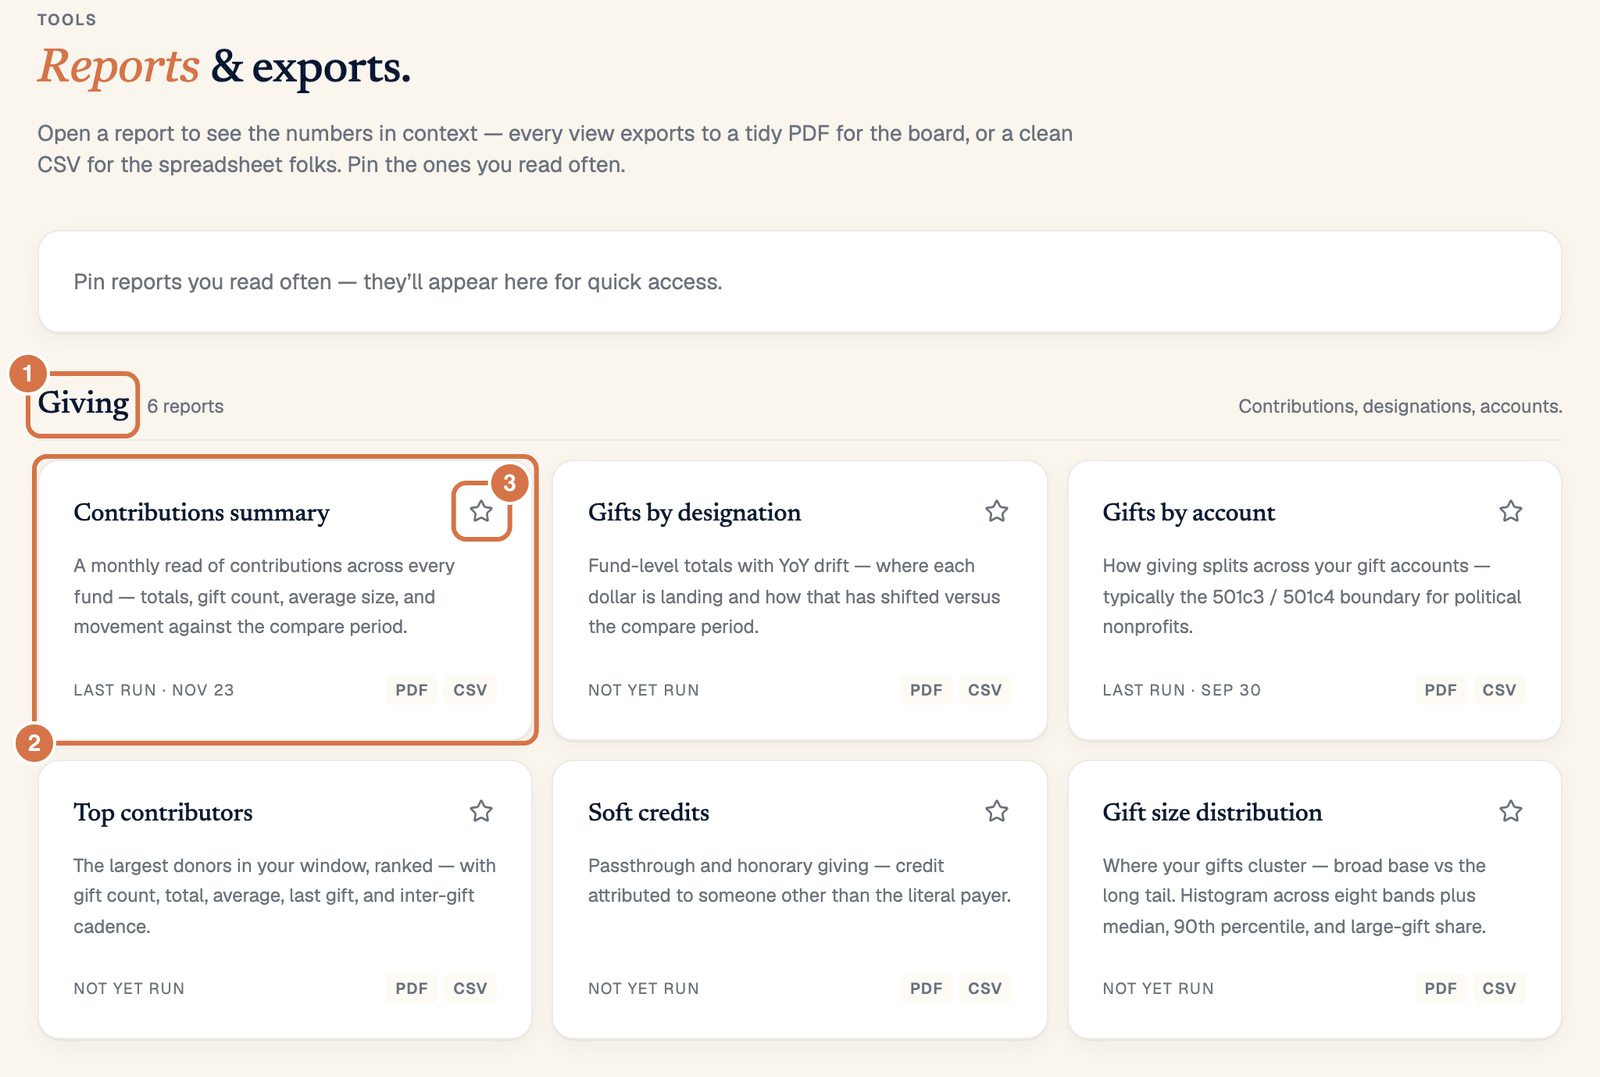 TOOLS
Reports & exports.
Open a report to see the numbers in context — every view exports to a tidy PDF for the board, or a clean
CSV for the spreadsheet folks. Pin the ones you read often.
Pin reports you read often — they’ll appear here for quick access.
1
Giving 6 reports
Contributions, designations, accounts.
3
Contributions summary
A monthly read of contributions across every
fund — totals, gift count, average size, and
movement against the compare period.
LAST RUN · NOV 23
PDF CSV
2
Gifts by designation
Fund-level totals with YoY drift — where each
dollar is landing and how that has shifted versus
the compare period.
NOT YET RUN
PDF CSV
Gifts by account
How giving splits across your gift accounts —
typically the 501c3 / 501c4 boundary for political
nonprofits.
LAST RUN · SEP 30
PDF CSV
Top contributors
The largest donors in your window, ranked — with
gift count, total, average, last gift, and inter-gift
cadence.
NOT YET RUN
PDF CSV
Soft credits
Passthrough and honorary giving — credit
attributed to someone other than the literal payer.
NOT YET RUN
PDF CSV
Gift size distribution
Where your gifts cluster — broad base vs the
long tail. Histogram across eight bands plus
median, 90th percentile, and large-gift share.
NOT YET RUN
PDF CSV